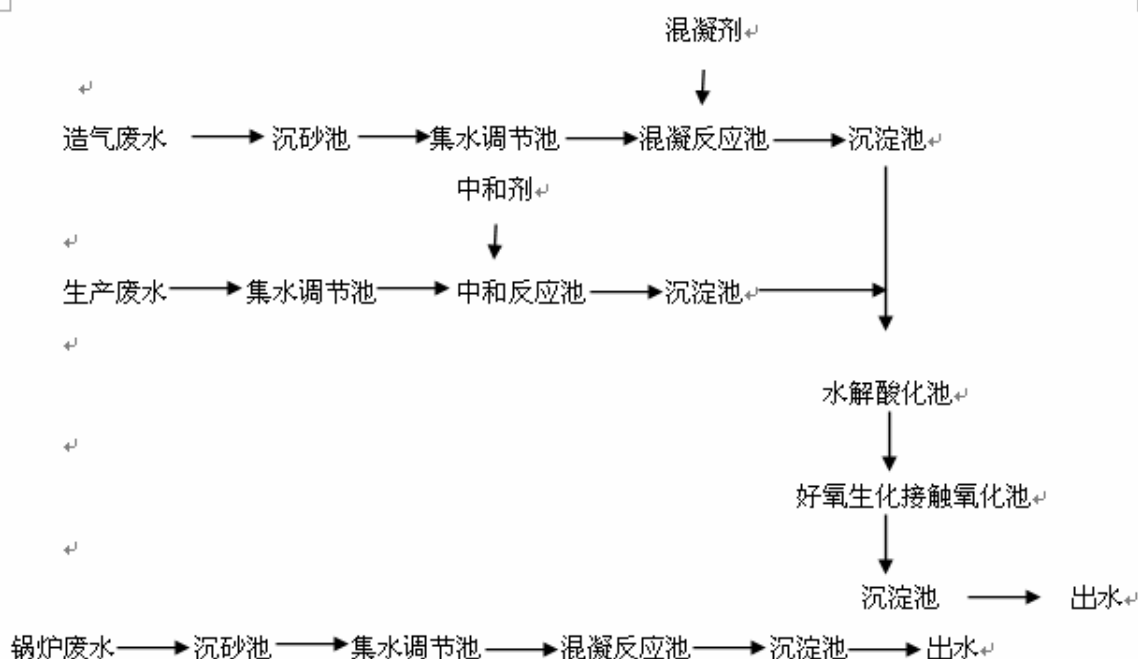 混凝剂
造气废水 沉砂池 集水调节池 混凝反应池 沉淀池
中和剂
生产废水 集水调节池 中和反应池 沉淀池
水解酸化池
好氧生化接触氧化池
沉淀池 出水
锅炉废水 沉砂池 集水调节池 混凝反应池 沉淀池 出水